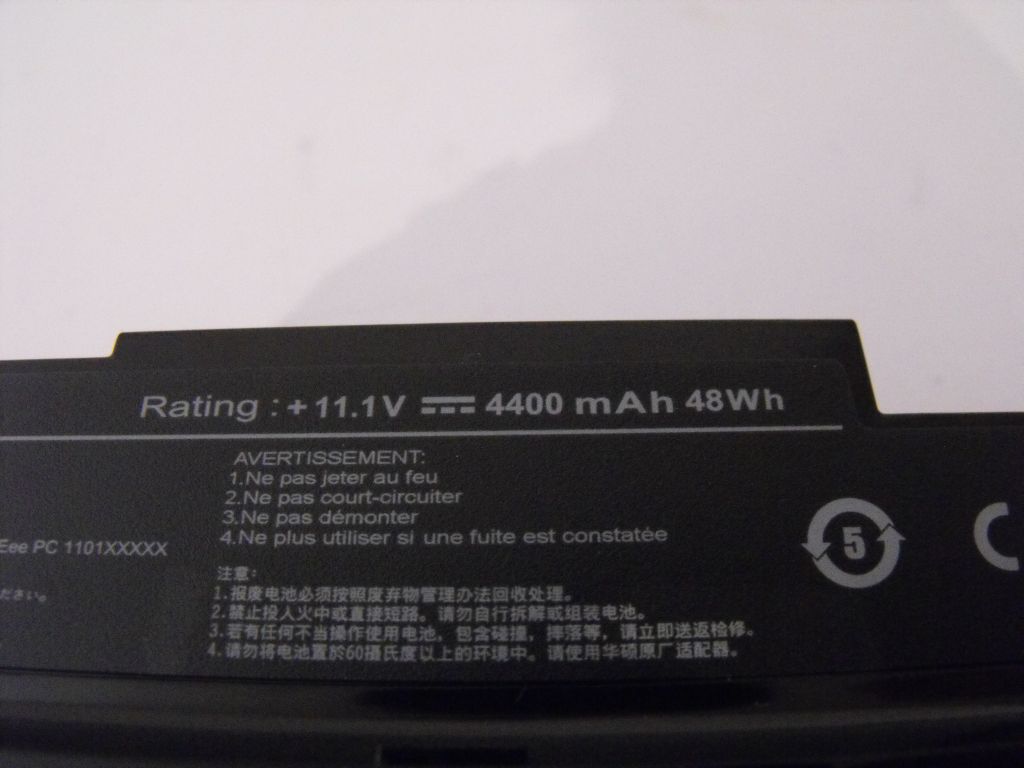 Rating : + 11.1V ⎓ 4400 mAh 48Wh
AVERTISSEMENT:
1.Ne pas jeter au feu
2.Ne pas court-circuiter
3.Ne pas démonter
4.Ne plus utiliser si une fuite est constatée
Eee PC 1101XXXXX
ださい。
5
注意:
1.报废电池必须按照废弃物管理办法回收处理。
2.禁止投人火中或直接短路。请勿自行拆解或组装电池。
3.若有任何不当操作使用电池，包含碰撞，摔落等，请立即送返检修。
4.请勿将电池置於60攝氏度以上的环境中。请使用华硕原厂适配器。